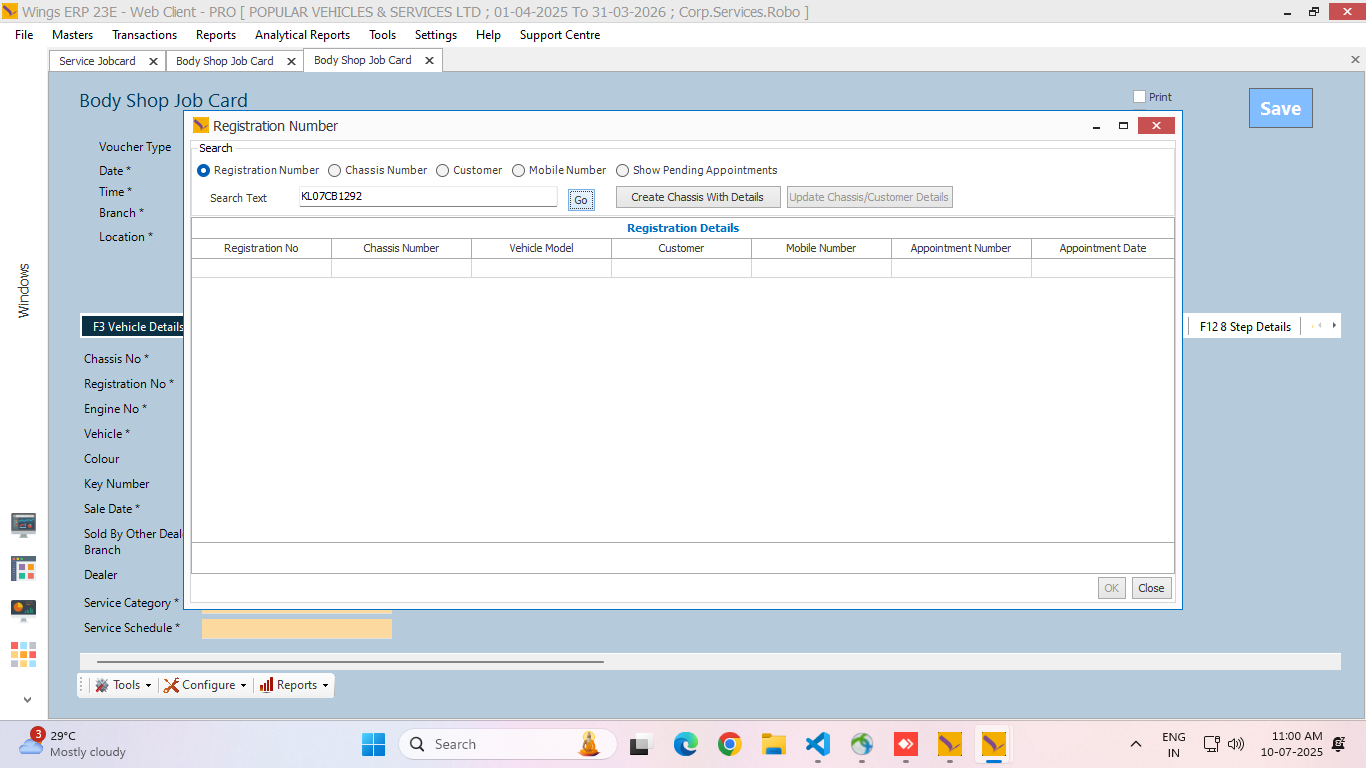 Wings ERP 23E - Web Client - PRO [ POPULAR VEHICLES & SERVICES LTD ; 01-04-2025 To 31-03-2026 ; Corp.Services.Robo ]
File Masters Transactions Reports Analytical Reports Tools Settings Help Support Centre
Service Jobcard Body Shop Job Card Body Shop Job Card
Body Shop Job Card
Print
Save
Voucher Type
Date *
Time *
Branch *
Location *
Windows
Registration Number
Search
Registration Number Chassis Number Customer Mobile Number Show Pending Appointments
Search Text KL07CB1292 Go Create Chassis With Details Update Chassis/Customer Details
Registration Details
Registration No Chassis Number Vehicle Model Customer Mobile Number Appointment Number Appointment Date
OK Close
F3 Vehicle Details
F12 8 Step Details
Chassis No *
Registration No *
Engine No *
Vehicle *
Colour
Key Number
Sale Date *
Sold By Other Deal
Branch
Dealer
Service Category *
Service Schedule *
Tools Configure Reports
3
29°C
Mostly cloudy
Search
ENG
IN
11:00 AM
10-07-2025